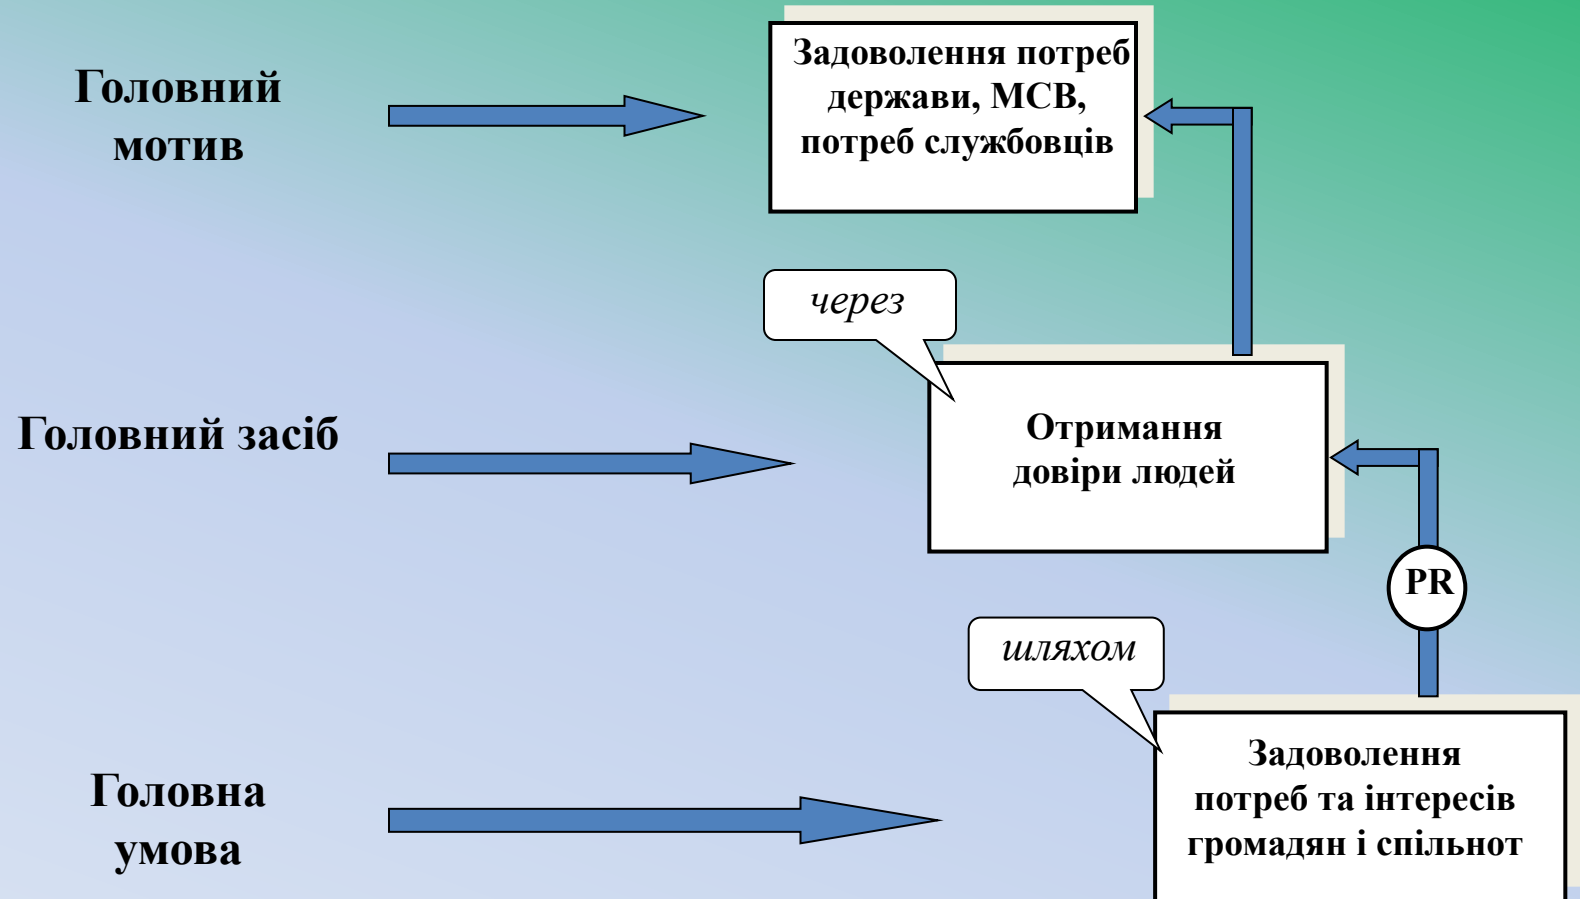 Головний
мотив
Задоволення потреб
держави, МСВ,
потреб службовців
через
Головний засіб
Отримання
довіри людей
PR
шляхом
Головна
умова
Задоволення
потреб та інтересів
громадян і спільнот